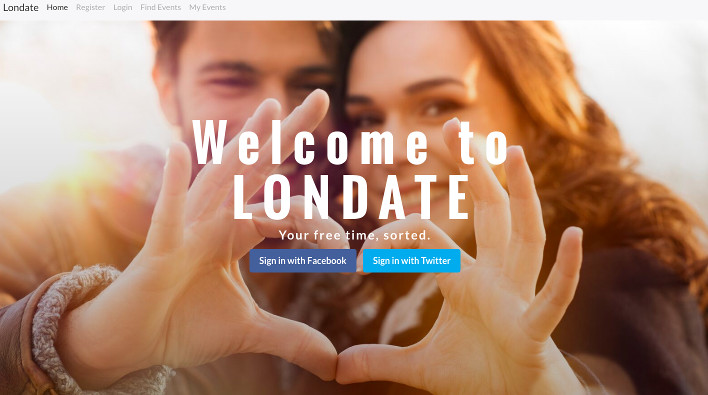 Londate Home Register Login Find Events My Events
Welcome to
LONDATE
Your free time, sorted.
Sign in with Facebook Sign in with Twitter